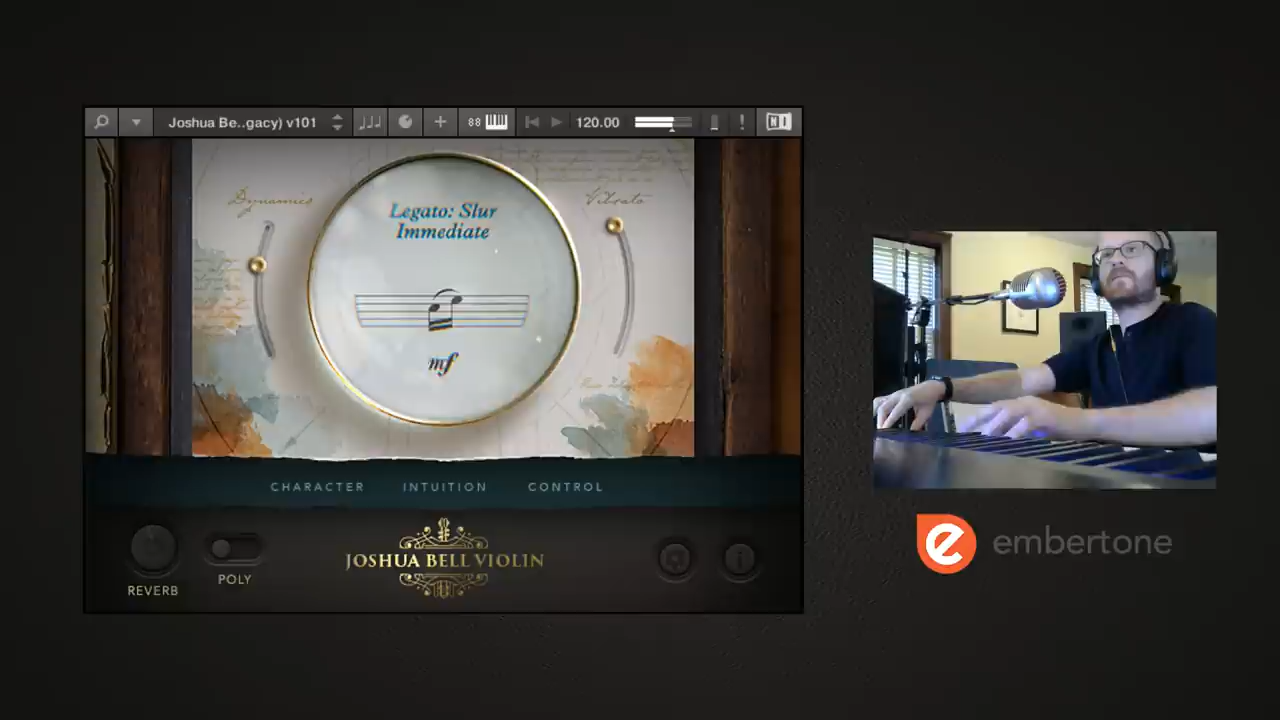 Joshua Be..gacy) v101
88
120.00
!
NI
Dynamics
Vibrato
Legato: Slur
Immediate
mf
CHARACTER
INTUITION
CONTROL
REVERB
POLY
JOSHUA BELL VIOLIN
i
e embertone